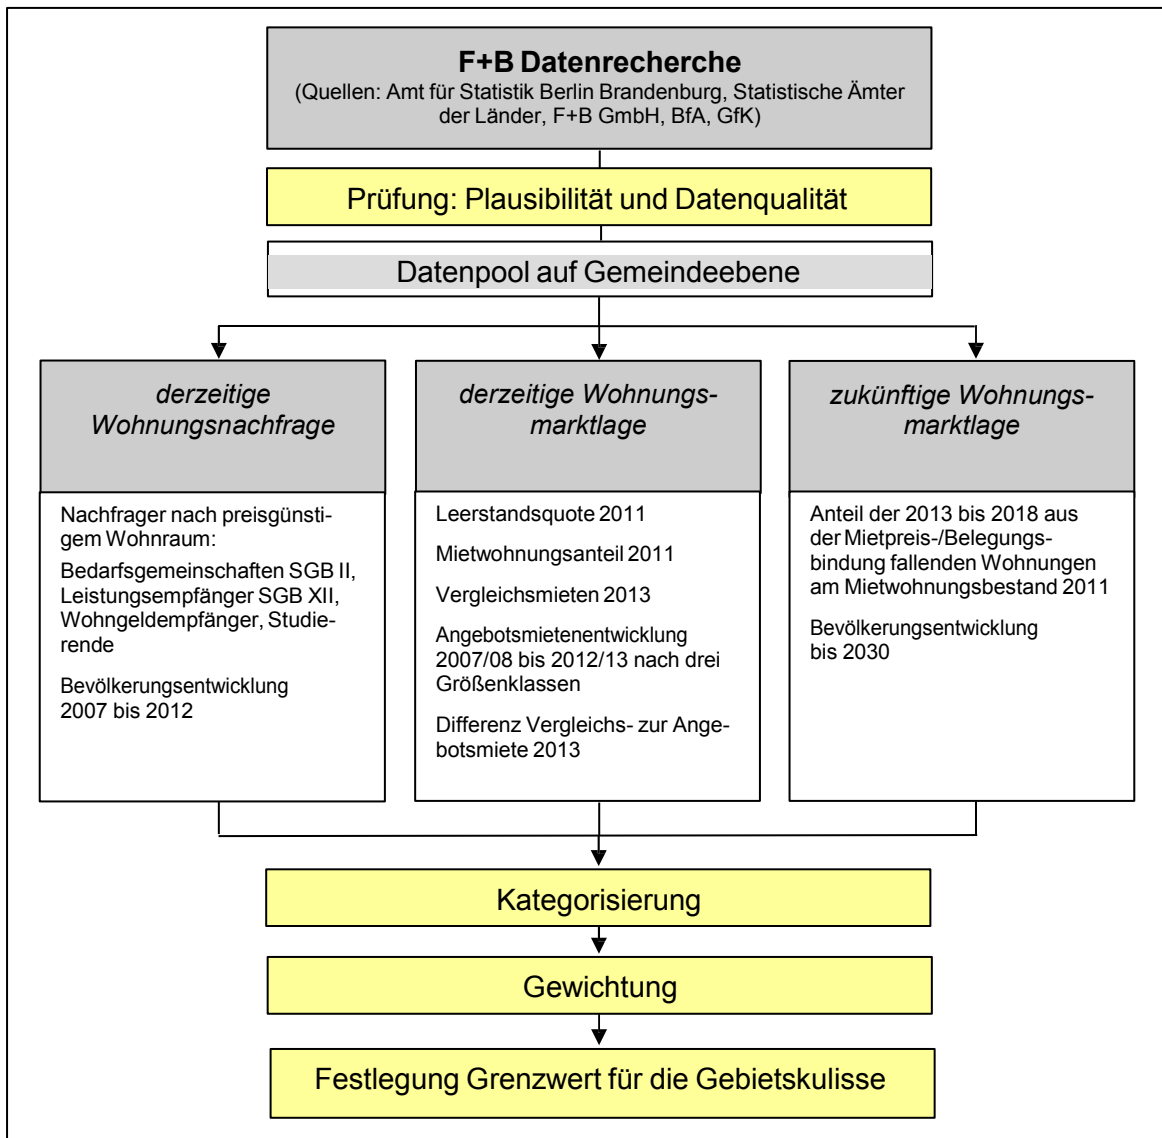 F+B Datenrecherche
(Quellen: Amt für Statistik Berlin Brandenburg, Statistische Ämter
der Länder, F+B GmbH, BfA, GfK)
Prüfung: Plausibilität und Datenqualität
Datenpool auf Gemeindeebene
derzeitige
Wohnungsnachfrage
Nachfrager nach preisgünsti-
gem Wohnraum:
Bedarfsgemeinschaften SGB II,
Leistungsempfänger SGB XII,
Wohngeldempfänger, Studie-
rende
Bevölkerungsentwicklung
2007 bis 2012
derzeitige Wohnungs-
marktlage
Leerstandsquote 2011
Mietwohnungsanteil 2011
Vergleichsmieten 2013
Angebotsmietenentwicklung
2007/08 bis 2012/13 nach drei
Größenklassen
Differenz Vergleichs- zur Ange-
botsmiete 2013
zukünftige Wohnungs-
marktlage
Anteil der 2013 bis 2018 aus
der Mietpreis-/Belegungs-
bindung fallenden Wohnungen
am Mietwohnungsbestand 2011
Bevölkerungsentwicklung
bis 2030
Kategorisierung
Gewichtung
Festlegung Grenzwert für die Gebietskulisse